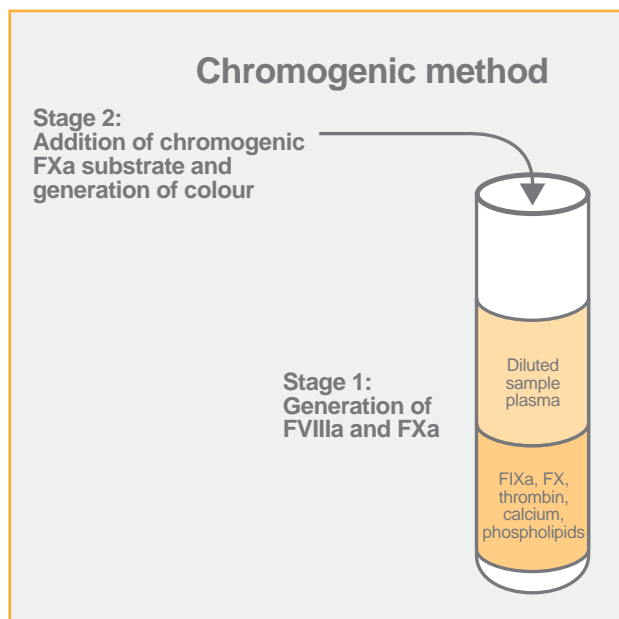 Chromogenic method
Stage 2:
Addition of chromogenic
FXa substrate and
generation of colour
Diluted
sample
plasma
Stage 1:
Generation of
FVIIIa and FXa
FIXa, FX,
thrombin,
calcium,
phospholipids